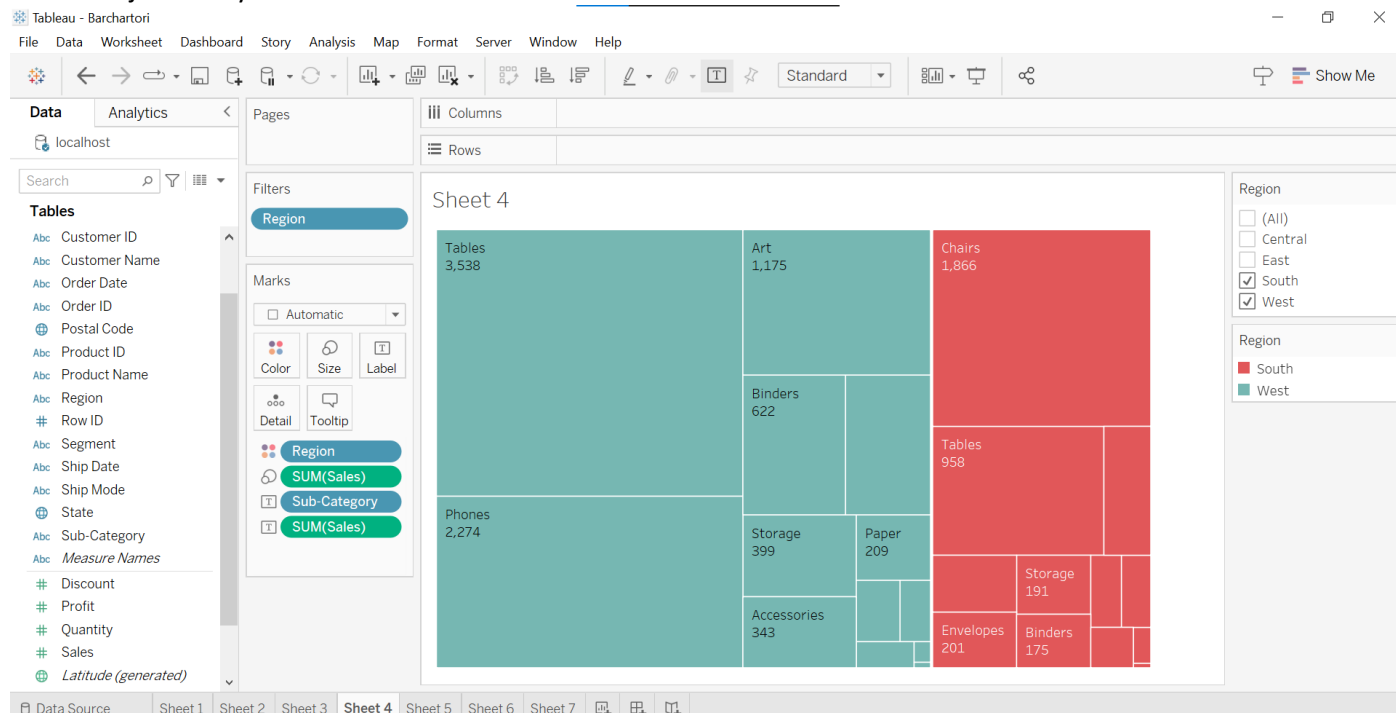 Tableau - Barchartori
File Data Worksheet Dashboard Story Analysis Map Format Server Window Help
Standard
Show Me
Data Analytics
localhost
Search
Tables
Abc Customer ID
Abc Customer Name
Abc Order Date
Abc Order ID
Postal Code
Abc Product ID
Abc Product Name
Abc Region
# Row ID
Abc Segment
Abc Ship Date
Abc Ship Mode
State
Abc Sub-Category
Abc Measure Names
# Discount
# Profit
# Quantity
# Sales
Latitude (generated)
Pages
Filters
Region
Marks
Automatic
Color Size Label
Detail Tooltip
Region
SUM(Sales)
Sub-Category
SUM(Sales)
Columns
Rows
Sheet 4
Tables
3,538
Phones
2,274
Art
1,175
Binders
622
Storage
399
Paper
209
Accessories
343
Chairs
1,866
Tables
958
Storage
191
Envelopes
201
Binders
175
Region
(All)
Central
East
South
West
Region
South
West
Data Source Sheet 1 Sheet 2 Sheet 3 Sheet 4 Sheet 5 Sheet 6 Sheet 7